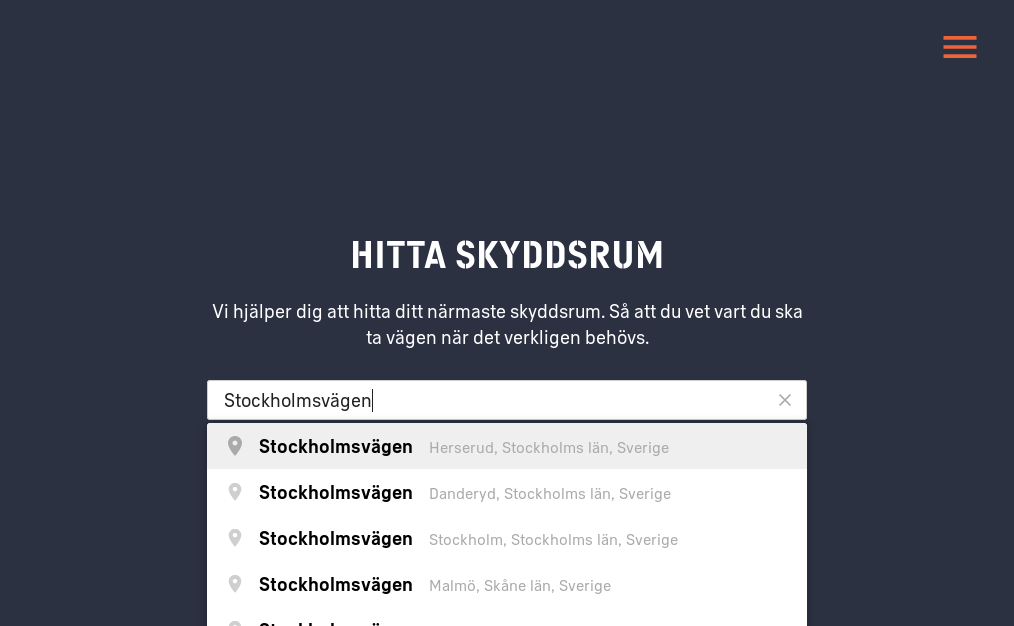 HITTA SKYDDSRUM
Vi hjälper dig att hitta ditt närmaste skyddsrum. Så att du vet vart du ska
ta vägen när det verkligen behövs.
Stockholmsvägen
Stockholmsvägen Herserud, Stockholms län, Sverige
Stockholmsvägen Danderyd, Stockholms län, Sverige
Stockholmsvägen Stockholm, Stockholms län, Sverige
Stockholmsvägen Malmö, Skåne län, Sverige